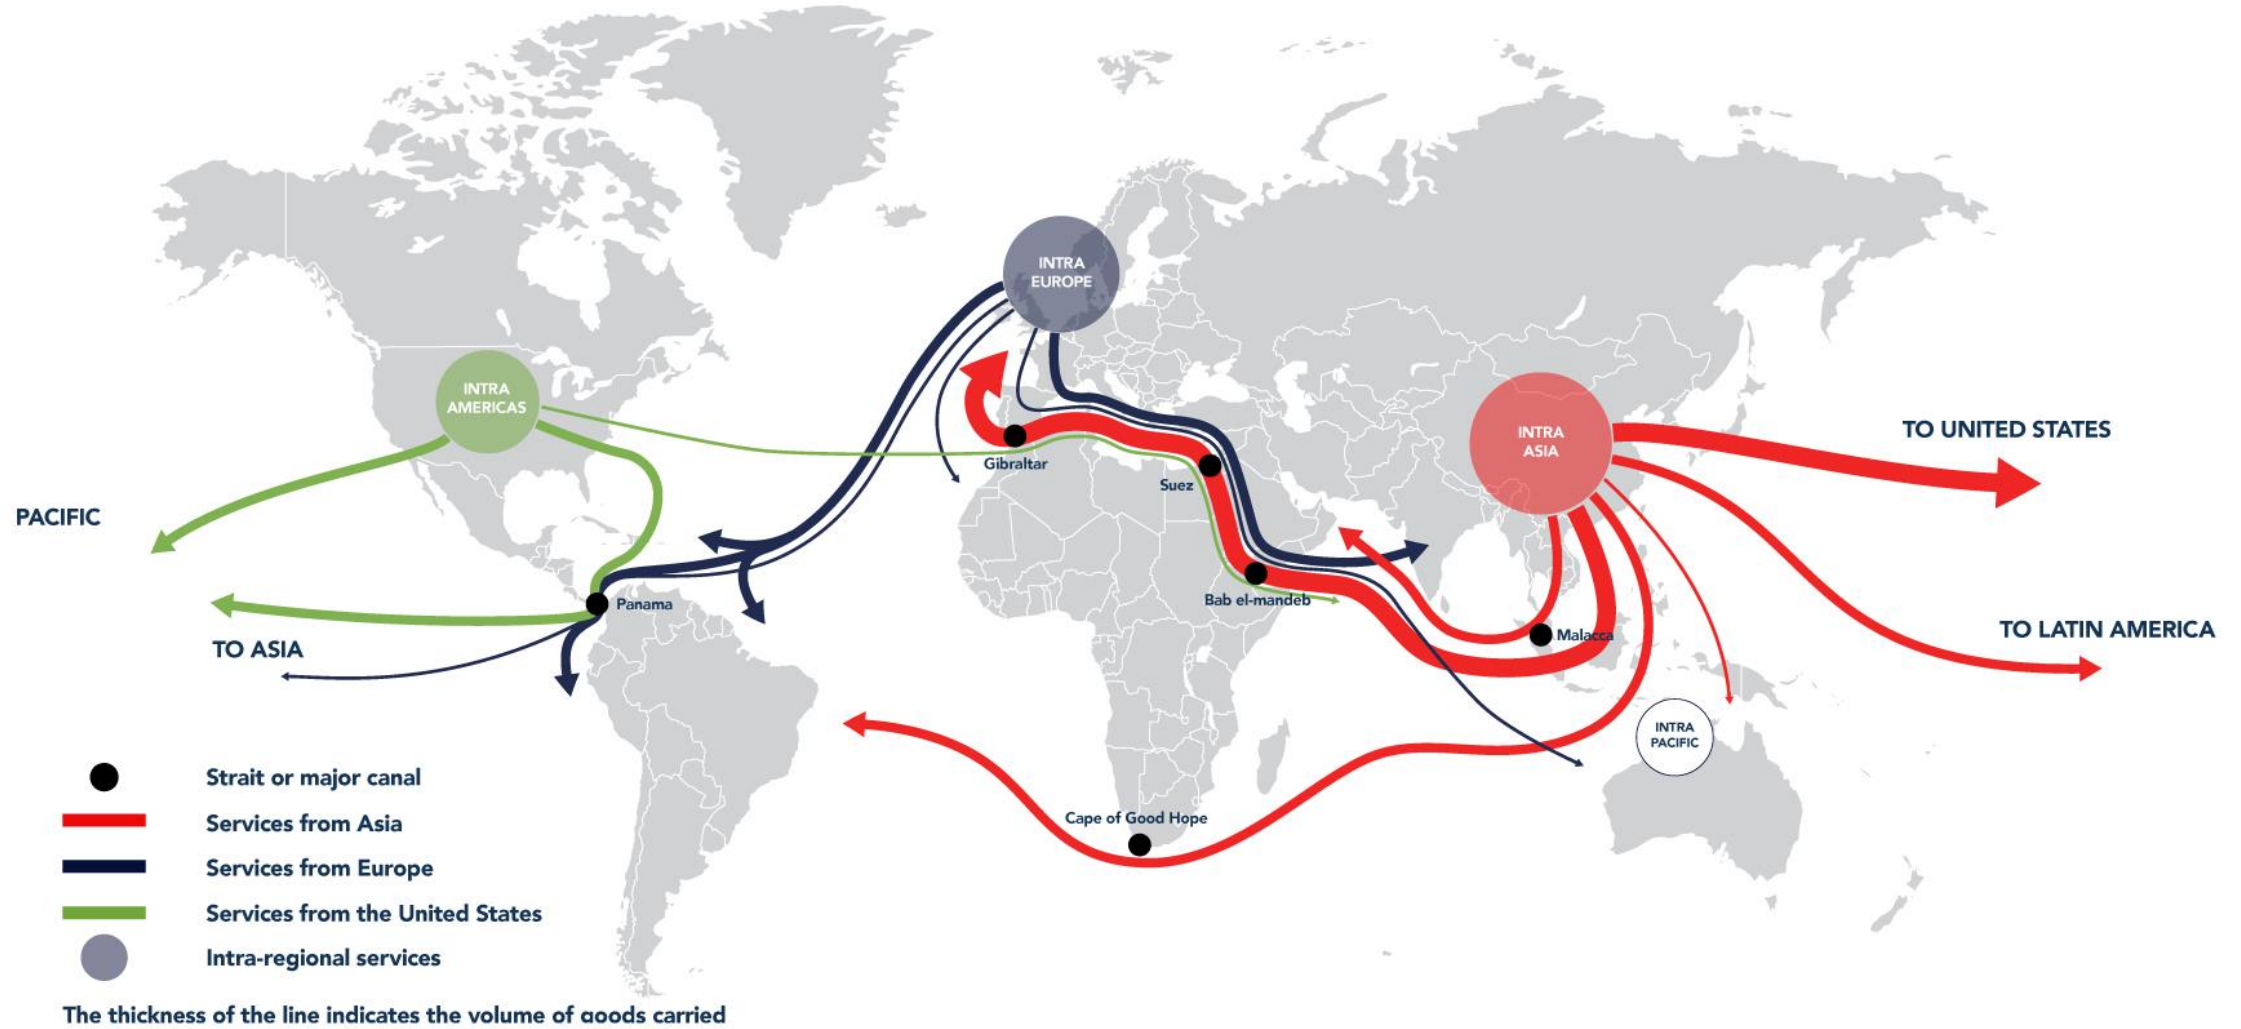 INTRA
EUROPE
INTRA
AMERICAS
INTRA
ASIA
TO UNITED STATES
Gibraltar
Suez
PACIFIC
Bab el-mandeb
Panama
Malacca
TO LATIN AMERICA
TO ASIA
INTRA
PACIFIC
Cape of Good Hope
Strait or major canal
Services from Asia
Services from Europe
Services from the United States
Intra-regional services
The thickness of the line indicates the volume of goods carried